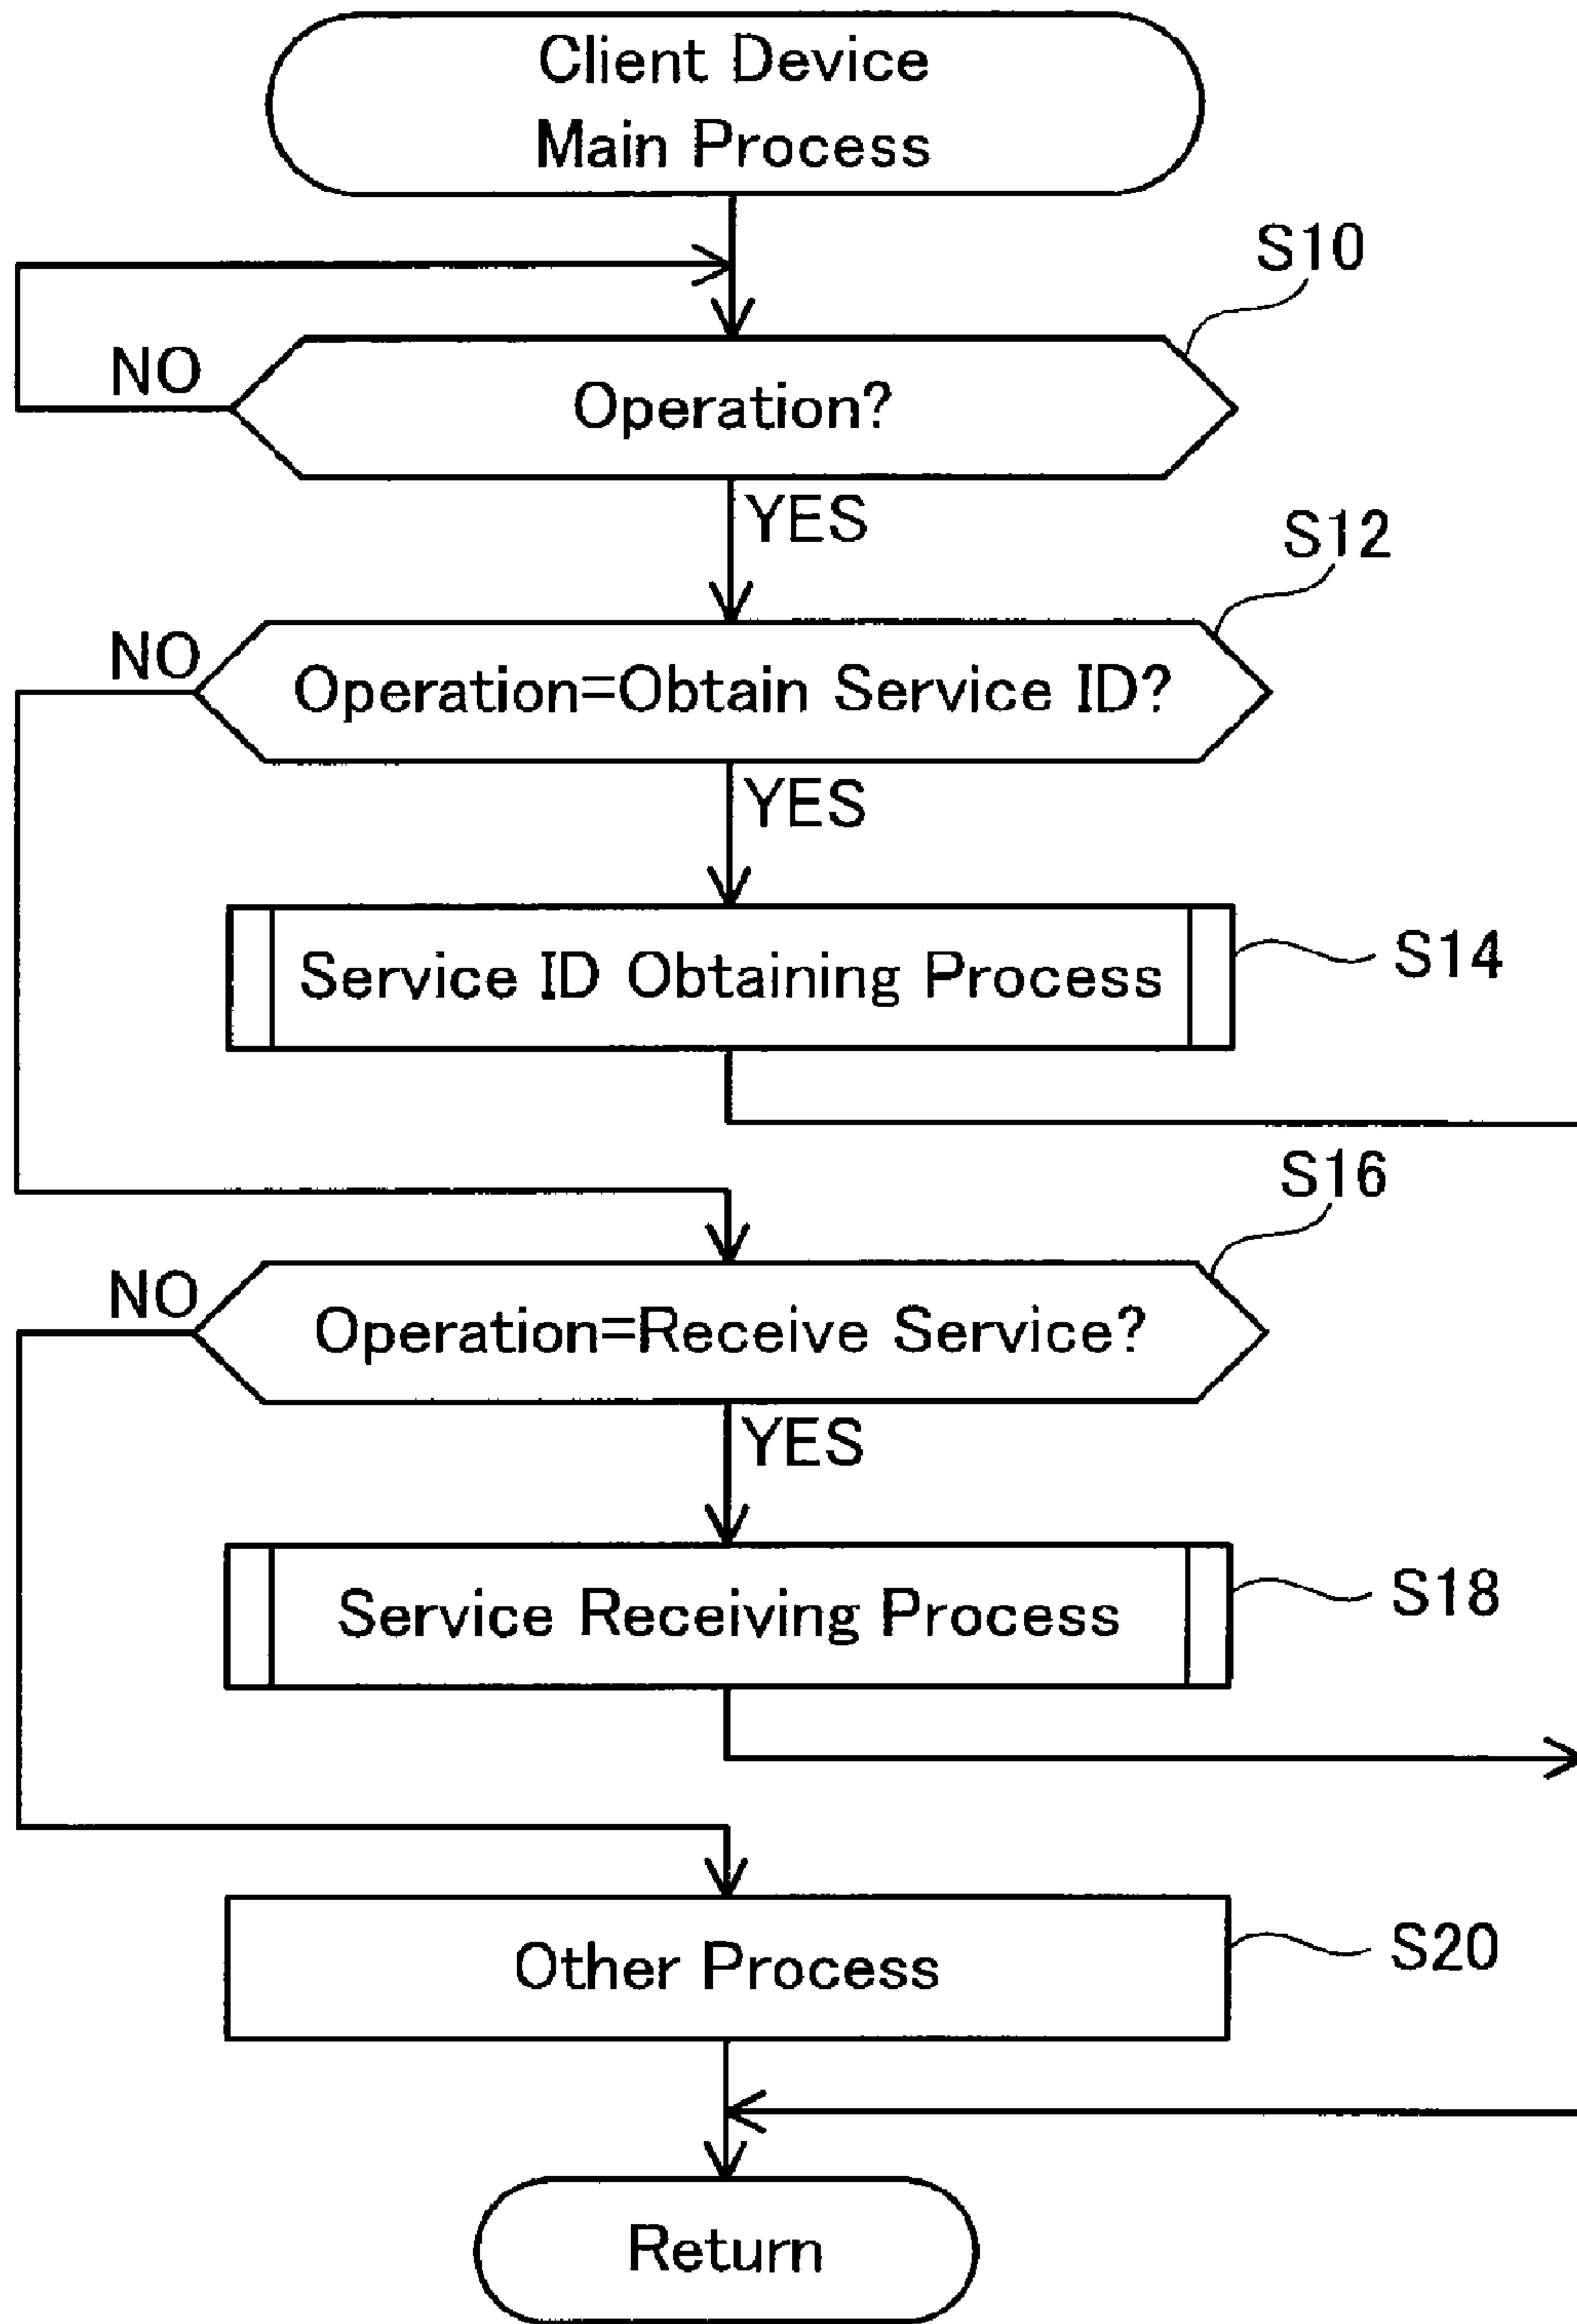 Client Device
Main Process
S10
NO
Operation?
YES
S12
NO
Operation=Obtain Service ID?
YES
Service ID Obtaining Process
S14
S16
NO
Operation=Receive Service?
YES
Service Receiving Process
S18
Other Process
S20
Return